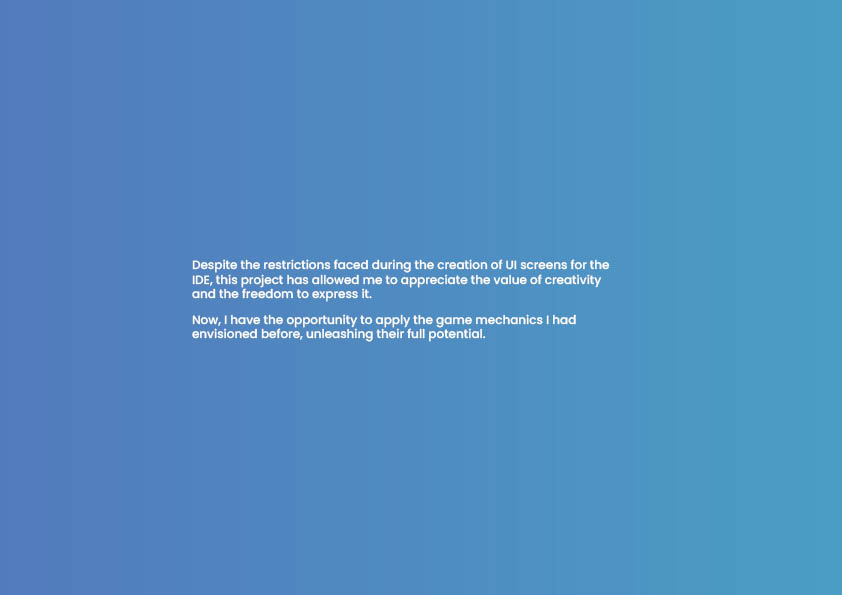 Despite the restrictions faced during the creation of UI screens for the
IDE, this project has allowed me to appreciate the value of creativity
and the freedom to express it.
Now, I have the opportunity to apply the game mechanics I had
envisioned before, unleashing their full potential.